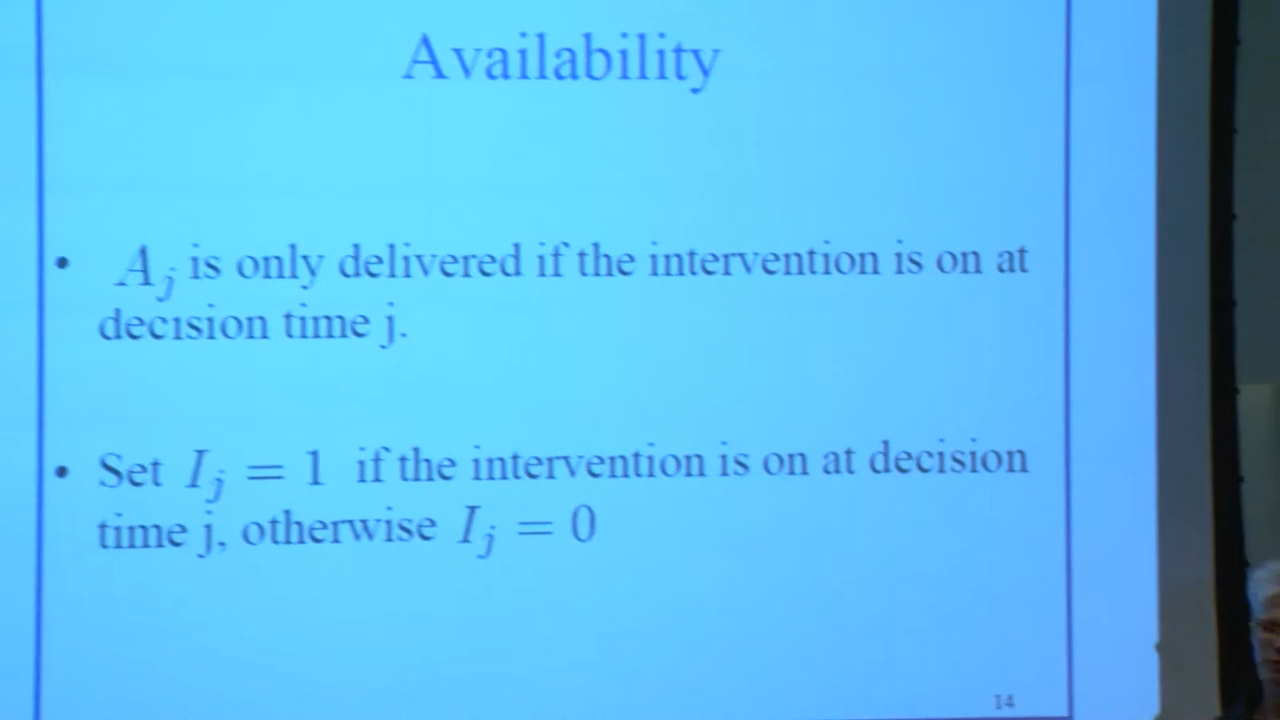 Availability
• A_j is only delivered if the intervention is on at
decision time j.
• Set I_j = 1 if the intervention is on at decision
time j, otherwise I_j = 0
14